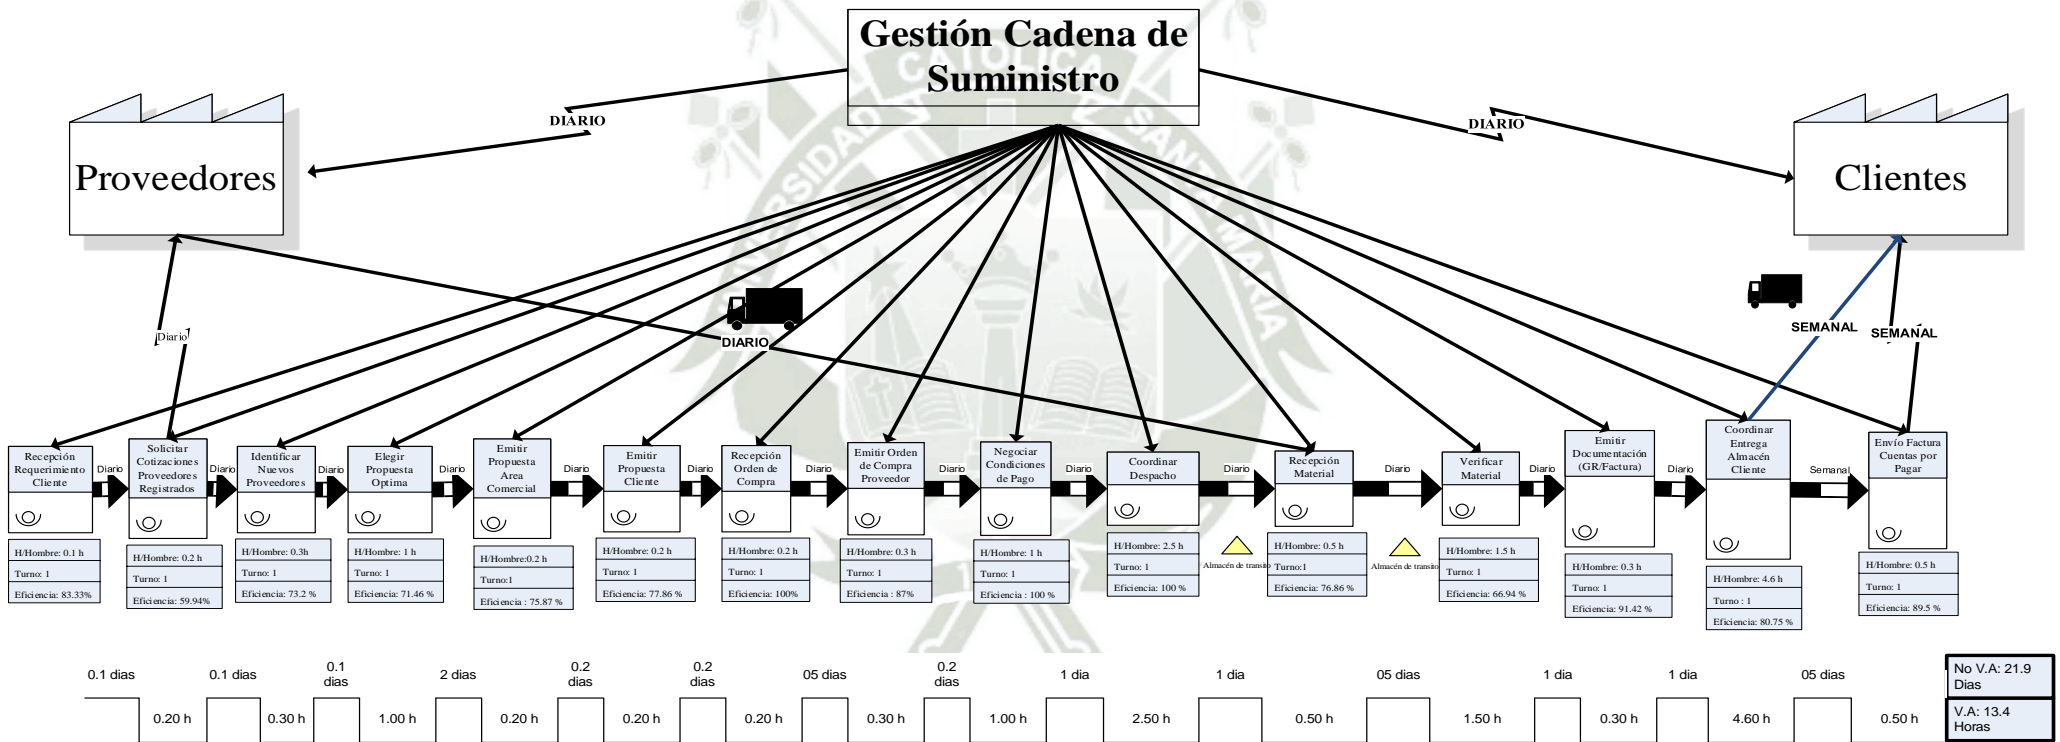 Gestión Cadena de
Suministro
DIARIO
DIARIO
Proveedores
Clientes
Diario
DIARIO
SEMANAL
SEMANAL
UNIVERSIDAD CATOLICA SANTA MARIA
Recepción
Requerimiento
Cliente
Diario
Solicitar
Cotizaciones
Proveedores
Registrados
Diario
Identificar
Nuevos
Proveedores
Diario
Elegir
Propuesta
Optima
Diario
Emitir
Propuesta
Area
Comercial
Diario
Emitir
Propuesta
Cliente
Diario
Recepción
Orden de
Compra
Diario
Emitir Orden
de Compra
Proveedor
Diario
Negociar
Condiciones
de Pago
Diario
Coordinar
Despacho
Diario
Recepción
Material
Diario
Verificar
Material
Diario
Emitir
Documentación
(GR/Factura)
Diario
Coordinar
Entrega
Almacén
Cliente
Semanal
Envío Factura
Cuentas por
Pagar
H/Hombre: 0.1 h
Turno: 1
Eficiencia: 83.33%
H/Hombre: 0.2 h
Turno: 1
Eficiencia: 59.94%
H/Hombre: 0.3h
Turno: 1
Eficiencia: 73.2 %
H/Hombre: 1 h
Turno: 1
Eficiencia: 71.46 %
H/Hombre:0.2 h
Turno:1
Eficiencia : 75.87 %
H/Hombre: 0.2 h
Turno: 1
Eficiencia: 77.86 %
H/Hombre: 0.2 h
Turno: 1
Eficiencia: 100%
H/Hombre: 0.3 h
Turno: 1
Eficiencia : 87%
H/Hombre: 1 h
Turno: 1
Eficiencia : 100 %
H/Hombre: 2.5 h
Turno: 1
Eficiencia: 100 %
Almacén de transito
H/Hombre: 0.5 h
Turno:1
Eficiencia: 76.86 %
Almacén de transito
H/Hombre: 1.5 h
Turno: 1
Eficiencia: 66.94 %
H/Hombre: 0.3 h
Turno: 1
Eficiencia: 91.42 %
H/Hombre: 4.6 h
Turno : 1
Eficiencia: 80.75 %
H/Hombre: 0.5 h
Turno: 1
Eficiencia: 89.5 %
0.1 dias
0.1 dias
0.1
dias
2 dias
0.2
dias
0.2
dias
05 dias
0.2
dias
1 dia
1 dia
05 dias
1 dia
1 dia
05 dias
No V.A: 21.9
Dias
0.20 h
0.30 h
1.00 h
0.20 h
0.20 h
0.20 h
0.30 h
1.00 h
2.50 h
0.50 h
1.50 h
0.30 h
4.60 h
0.50 h
V.A: 13.4
Horas